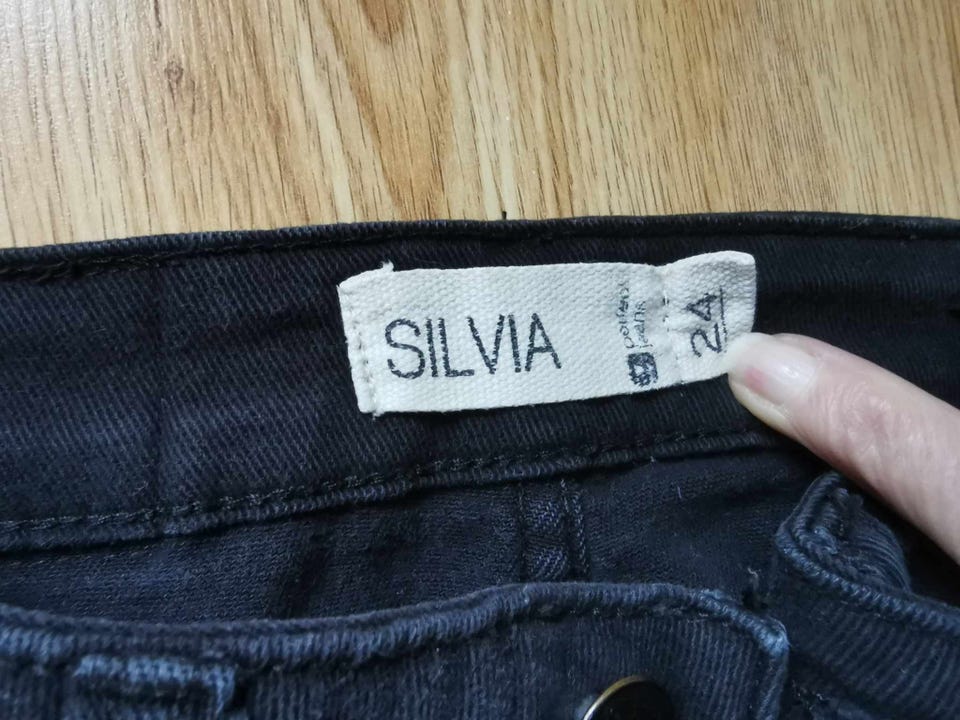 SILVIA
perfect
jeans
24